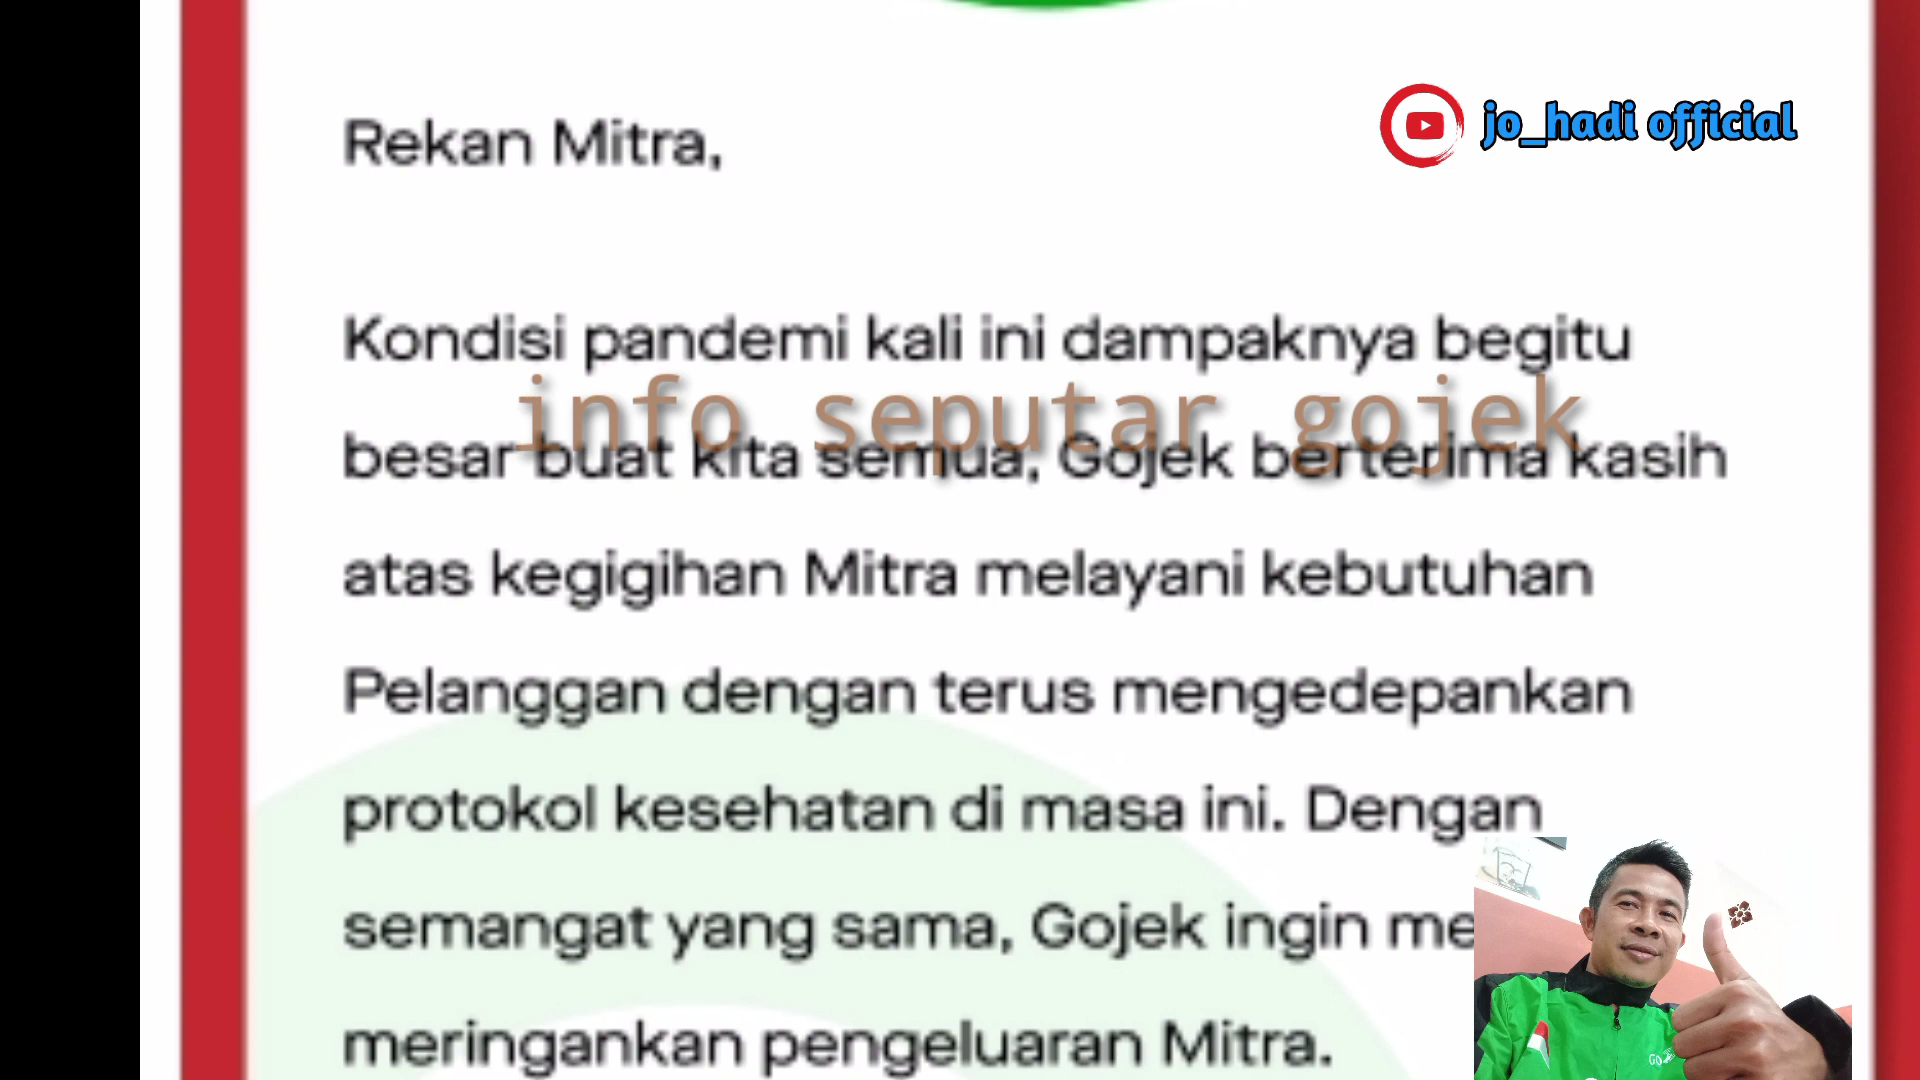 jo_hadi official
Rekan Mitra,
Kondisi pandemi kali ini dampaknya begitu
info seputar gojek
besar buat kita semua, Gojek berterima kasih
atas kegigihan Mitra melayani kebutuhan
Pelanggan dengan terus mengedepankan
protokol kesehatan di masa ini. Dengan
semangat yang sama, Gojek ingin me
meringankan pengeluaran Mitra.
GO